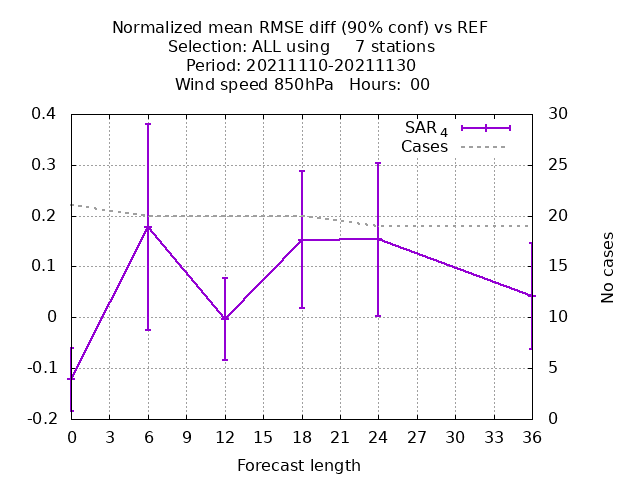 Normalized mean RMSE diff (90% conf) vs REF
Selection: ALL using     7 stations
Period: 20211110-20211130
Wind speed 850hPa   Hours: 00
0.4
0.3
0.2
0.1
0
-0.1
-0.2
30
25
20
15
10
5
0
SAR 4
Cases
No cases
0 3 6 9 12 15 18 21 24 27 30 33 36
Forecast length